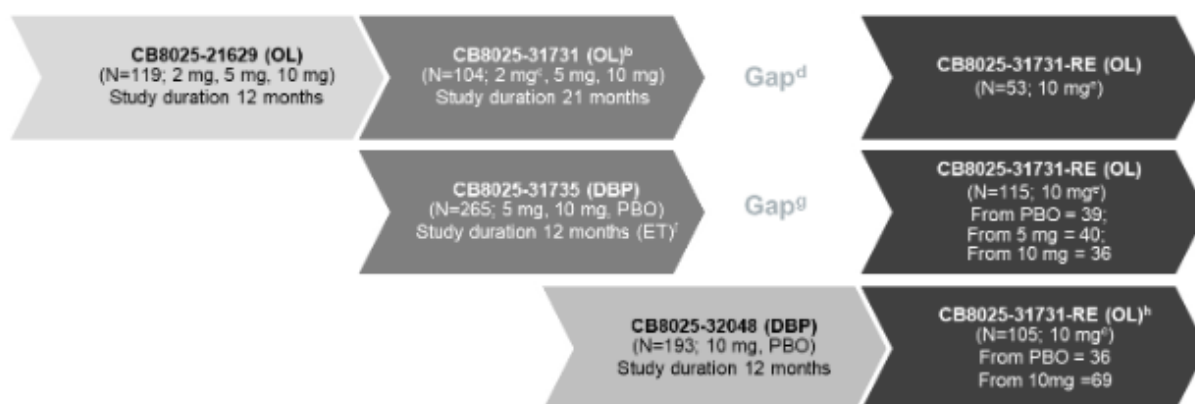 CB8025-21629 (OL)
(N=119; 2 mg, 5 mg, 10 mg)
Study duration 12 months
CB8025-31731 (OL)ᵇ
(N=104; 2 mgᶜ, 5 mg, 10 mg)
Study duration 21 months
Gapᵈ
CB8025-31731-RE (OL)
(N=53; 10 mgᵉ)
CB8025-31735 (DBP)
(N=265; 5 mg, 10 mg, PBO)
Study duration 12 months (ET)ᶠ
Gapᵍ
CB8025-31731-RE (OL)
(N=115; 10 mgᵉ)
From PBO = 39;
From 5 mg = 40;
From 10 mg = 36
CB8025-32048 (DBP)
(N=193; 10 mg, PBO)
Study duration 12 months
CB8025-31731-RE (OL)ʰ
(N=105; 10 mgᵉ)
From PBO = 36
From 10mg =69